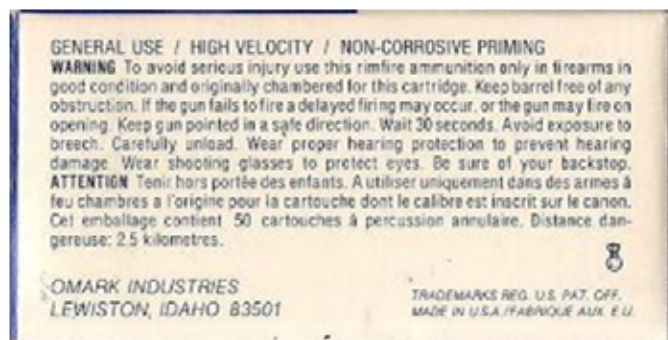 GENERAL USE / HIGH VELOCITY / NON-CORROSIVE PRIMING
WARNING To avoid serious injury use this rimfire ammunition only in firearms in
good condition and originally chambered for this cartridge. Keep barrel free of any
obstruction. If the gun fails to fire a delayed firing may occur, or the gun may fire on
opening. Keep gun pointed in a safe direction. Wait 30 seconds. Avoid exposure to
breech. Carefully unload. Wear proper hearing protection to prevent hearing
damage. Wear shooting glasses to protect eyes. Be sure of your backstop.
ATTENTION Tenir hors portée des enfants. A utiliser uniquement dans des armes à
feu chambres a l'origine pour la cartouche dont le calibre est inscrit sur le canon.
Cet emballage contient 50 cartouches à percussion annulaire. Distance dan-
gereuse: 2.5 kilometres.
OMARK INDUSTRIES
LEWISTON, IDAHO 83501
TRADEMARKS REG. U.S. PAT. OFF.
MADE IN U.S.A./FABRIQUE AUX. E.U.